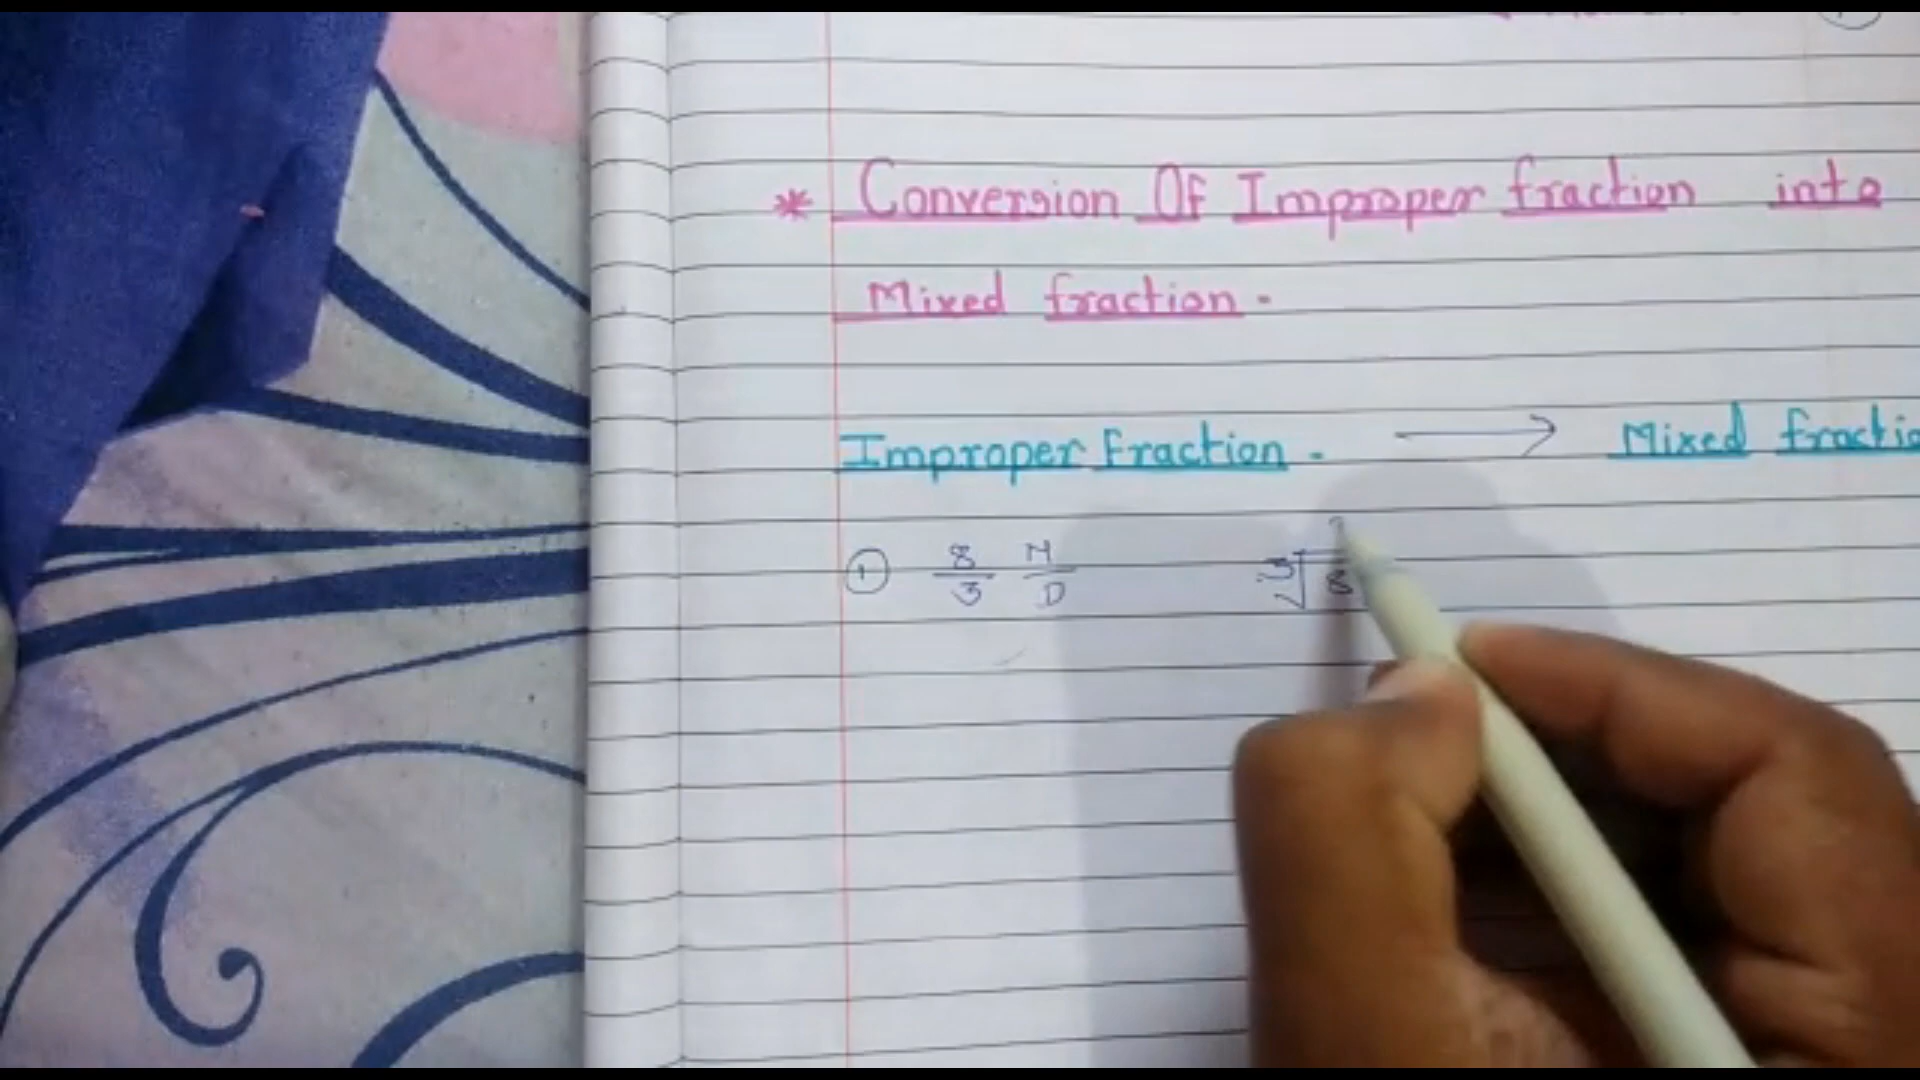 * Conversion Of Improper fraction into
Mixed fraction.
Improper Fraction. → Mixed fractio
① 8/3 N/D 3√8